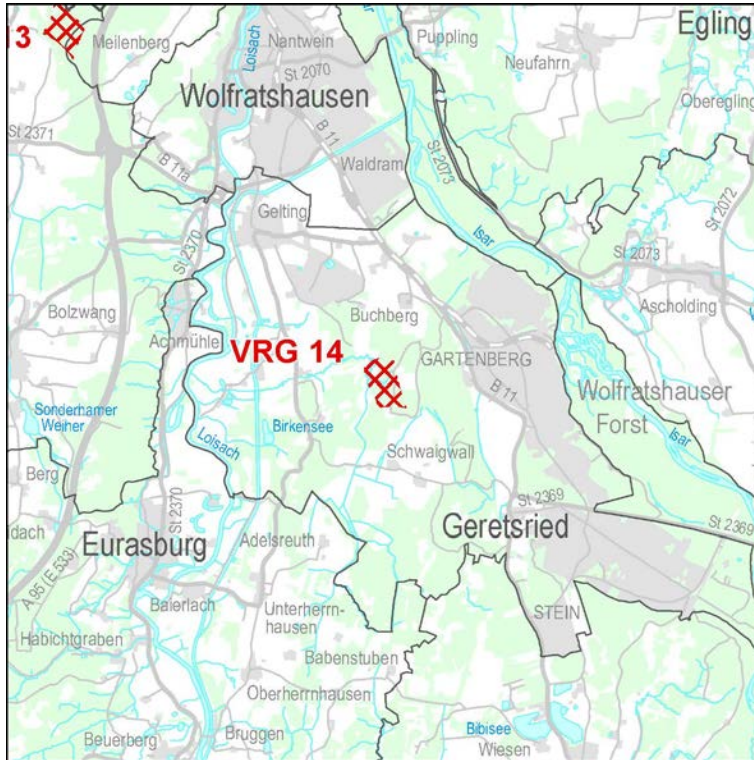 13
Meilenberg
Loisach
Nantwein
St 2070
Isar
Puppling
Egling
Neufahrn
Oberegling
Wolfratshausen
St 2371
B 11a
B 11
Waldram
St 2073
St 2072
Gelting
St 2370
Isar
St 2073
Bolzwang
Achmühle
Buchberg
Ascholding
VRG 14
GARTENBERG
B 11
Wolfratshauser
Forst
Isar
Sonderhamer
Weiher
Birkensee
Loisach
Schwaigwall
Berg
St 2370
St 2369
St 2369
ldach
Eurasburg
Adelsreuth
Geretsried
A 95 (E 533)
Baierlach
Unterherrn-
hausen
STEIN
Habichtgraben
Babenstuben
Oberherrnhausen
Beuerberg
Bruggen
Bibisee
Wiesen